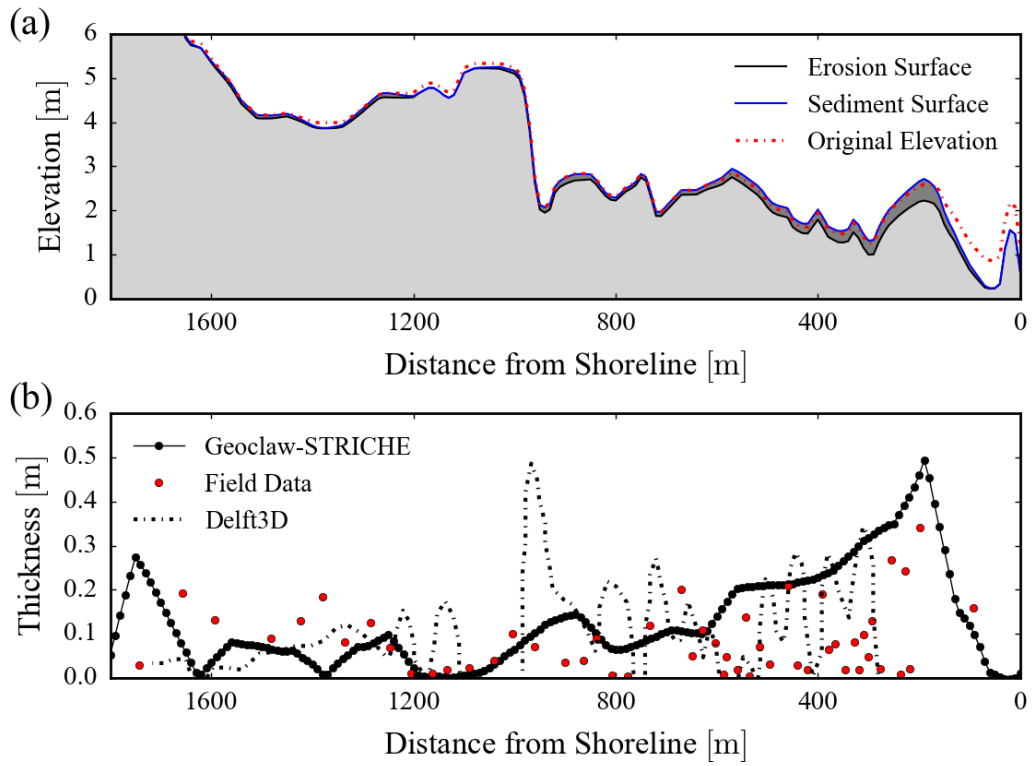 (a)
6
5
4
3
2
1
0
Elevation [m]
Erosion Surface
Sediment Surface
Original Elevation
1600 1200 800 400 0
Distance from Shoreline [m]
(b)
0.6
0.5
0.4
0.3
0.2
0.1
0.0
Thickness [m]
Geoclaw-STRICHE
Field Data
Delft3D
1600 1200 800 400 0
Distance from Shoreline [m]